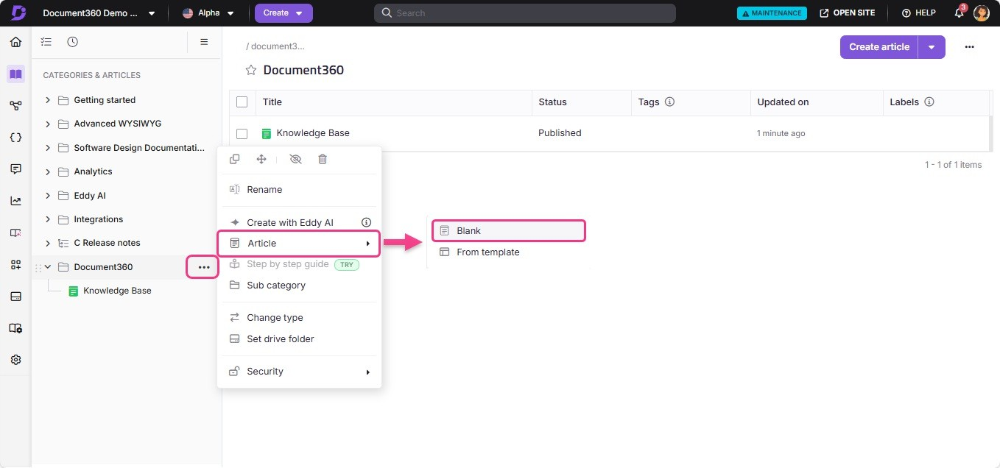 Document360 Demo ...
Alpha
Create
Search
MAINTENANCE
OPEN SITE
HELP
3
/ document3...
Create article
Document360
CATEGORIES & ARTICLES
Getting started
Advanced WYSIWYG
Software Design Documentati...
Analytics
Eddy AI
Integrations
C Release notes
Document360
Knowledge Base
Title
Status
Tags
Updated on
Labels
Knowledge Base
Published
1 minute ago
1 - 1 of 1 items
Rename
Create with Eddy AI
Article
Step by step guide TRY
Sub category
Change type
Set drive folder
Security
Blank
From template